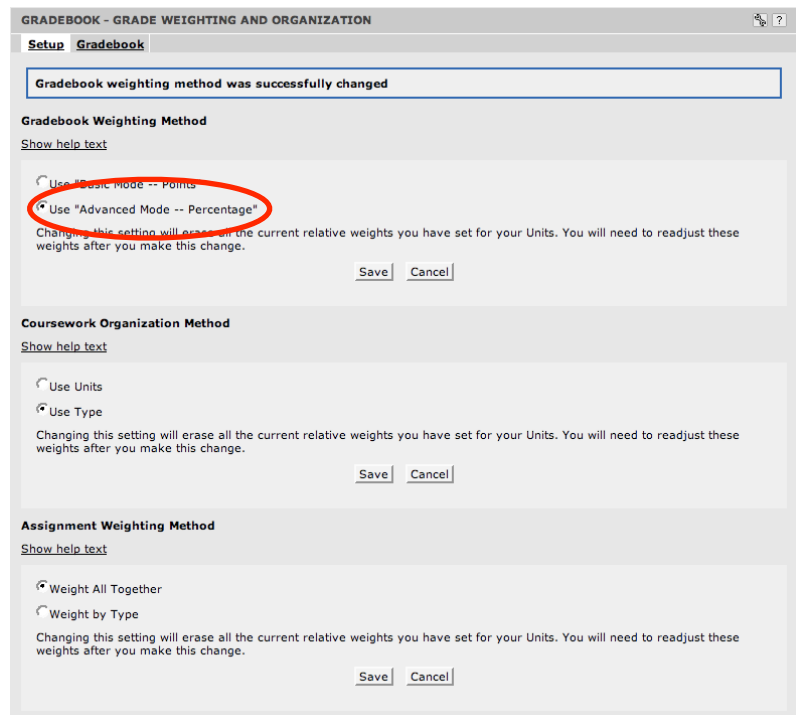 GRADEBOOK - GRADE WEIGHTING AND ORGANIZATION
?
Setup Gradebook
Gradebook weighting method was successfully changed
Gradebook Weighting Method
Show help text
Use "Basic Mode -- Points"
Use "Advanced Mode -- Percentage"
Changing this setting will erase all the current relative weights you have set for your Units. You will need to readjust these
weights after you make this change.
Save Cancel
Coursework Organization Method
Show help text
Use Units
Use Type
Changing this setting will erase all the current relative weights you have set for your Units. You will need to readjust these
weights after you make this change.
Save Cancel
Assignment Weighting Method
Show help text
Weight All Together
Weight by Type
Changing this setting will erase all the current relative weights you have set for your Units. You will need to readjust these
weights after you make this change.
Save Cancel